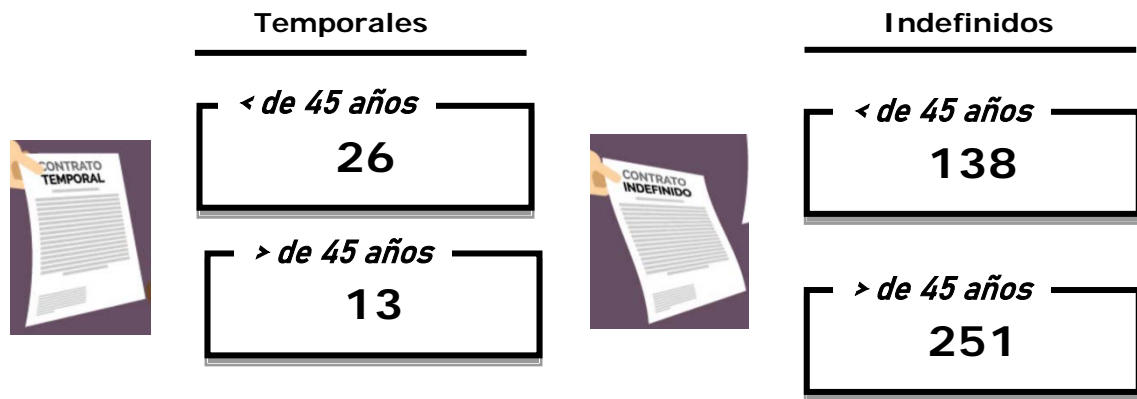 Temporales
< de 45 años
26
CONTRATO
TEMPORAL
> de 45 años
13
Indefinidos
< de 45 años
138
CONTRATO
INDEFINIDO
> de 45 años
251